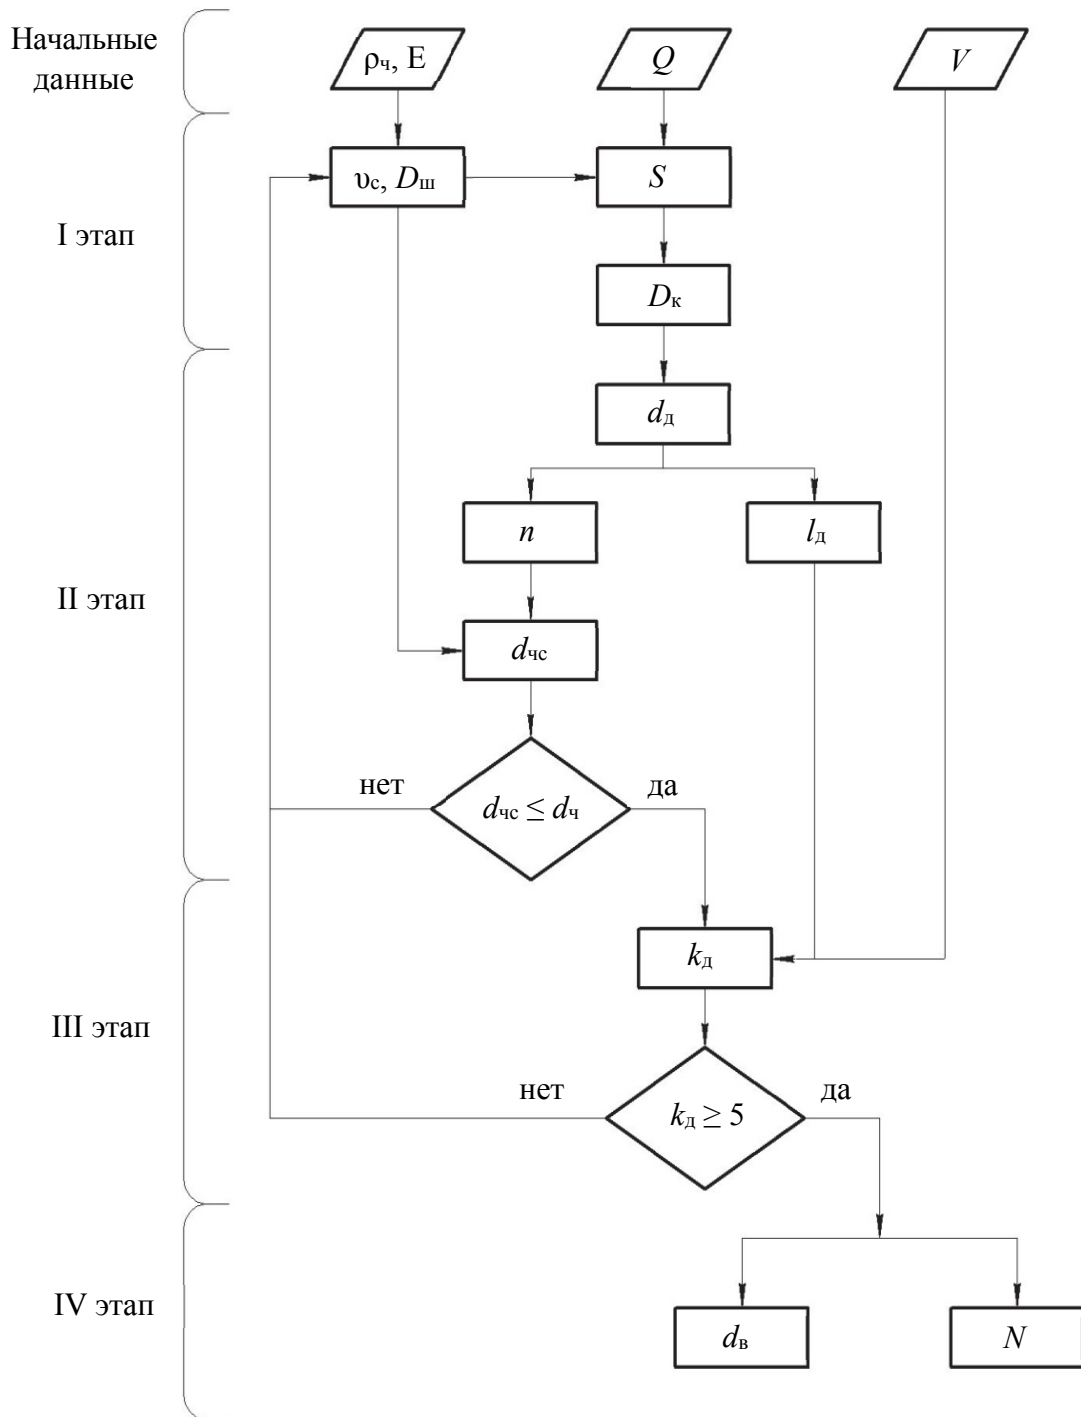 Начальные
данные
ρч, E
Q
V
I этап
υс, Dш
S
Dк
II этап
dд
n
lд
dчс
нет
dчс ≤ dч
да
III этап
kд
нет
kд ≥ 5
да
IV этап
dв
N